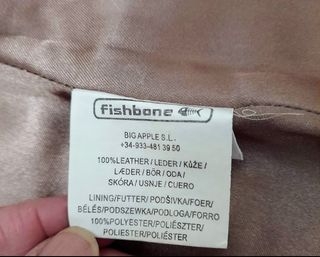 fishbone
BIG APPLE S.L.
+34-933-481 39 50
100%LEATHER / LEDER / KŮŽE /
LÆDER / BŐR / ODA /
SKÓRA / USNJE / CUERO
LINING/FUTTER/ PODŠÍVKA/FOER/
BÉLÉS/PODSZEWKA/PODLOGA/FORRO
100%POLYESTER/POLIÉSZTER/
POLIESTER/POLIÉSTER